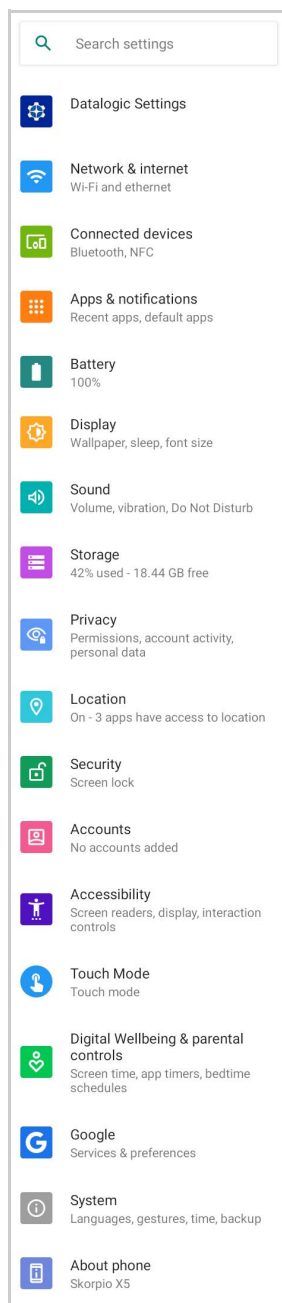 Search settings
Datalogic Settings
Network & internet
Wi-Fi and ethernet
Connected devices
Bluetooth, NFC
Apps & notifications
Recent apps, default apps
Battery
100%
Display
Wallpaper, sleep, font size
Sound
Volume, vibration, Do Not Disturb
Storage
42% used - 18.44 GB free
Privacy
Permissions, account activity,
personal data
Location
On - 3 apps have access to location
Security
Screen lock
Accounts
No accounts added
Accessibility
Screen readers, display, interaction
controls
Touch Mode
Touch mode
Digital Wellbeing & parental
controls
Screen time, app timers, bedtime
schedules
Google
Services & preferences
System
Languages, gestures, time, backup
About phone
Skorpio X5